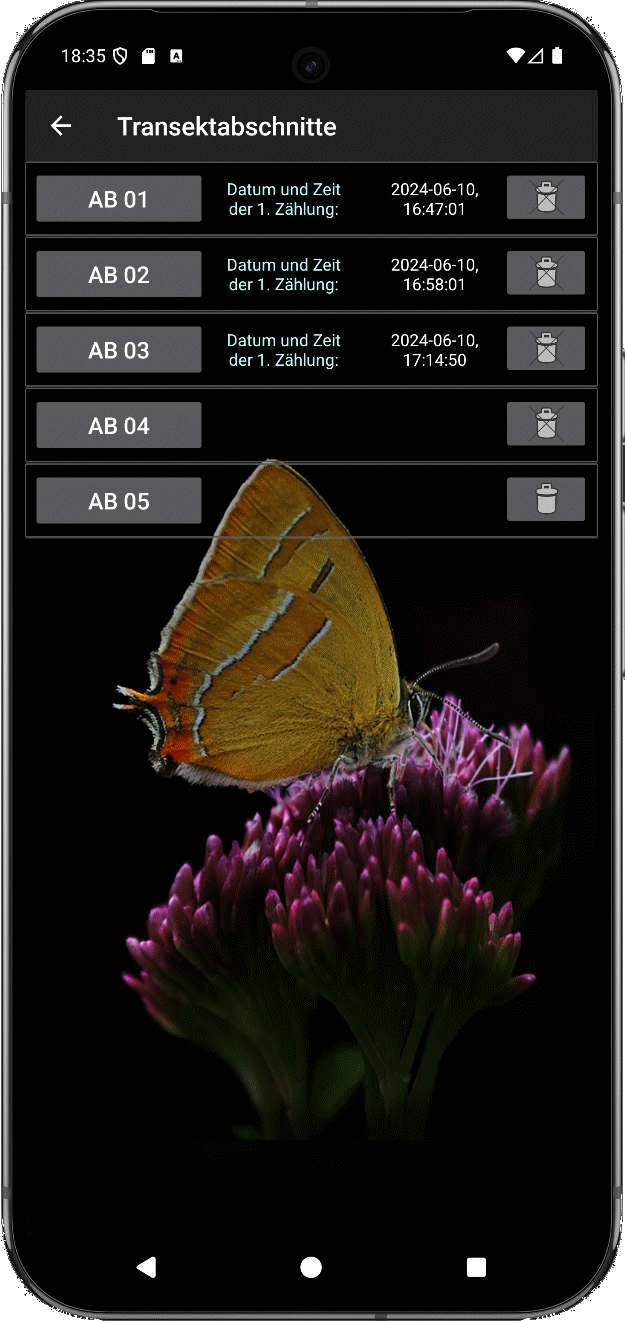 18:35
Transektabschnitte
AB 01
Datum und Zeit
der 1. Zählung:
2024-06-10,
16:47:01
AB 02
Datum und Zeit
der 1. Zählung:
2024-06-10,
16:58:01
AB 03
Datum und Zeit
der 1. Zählung:
2024-06-10,
17:14:50
AB 04
AB 05